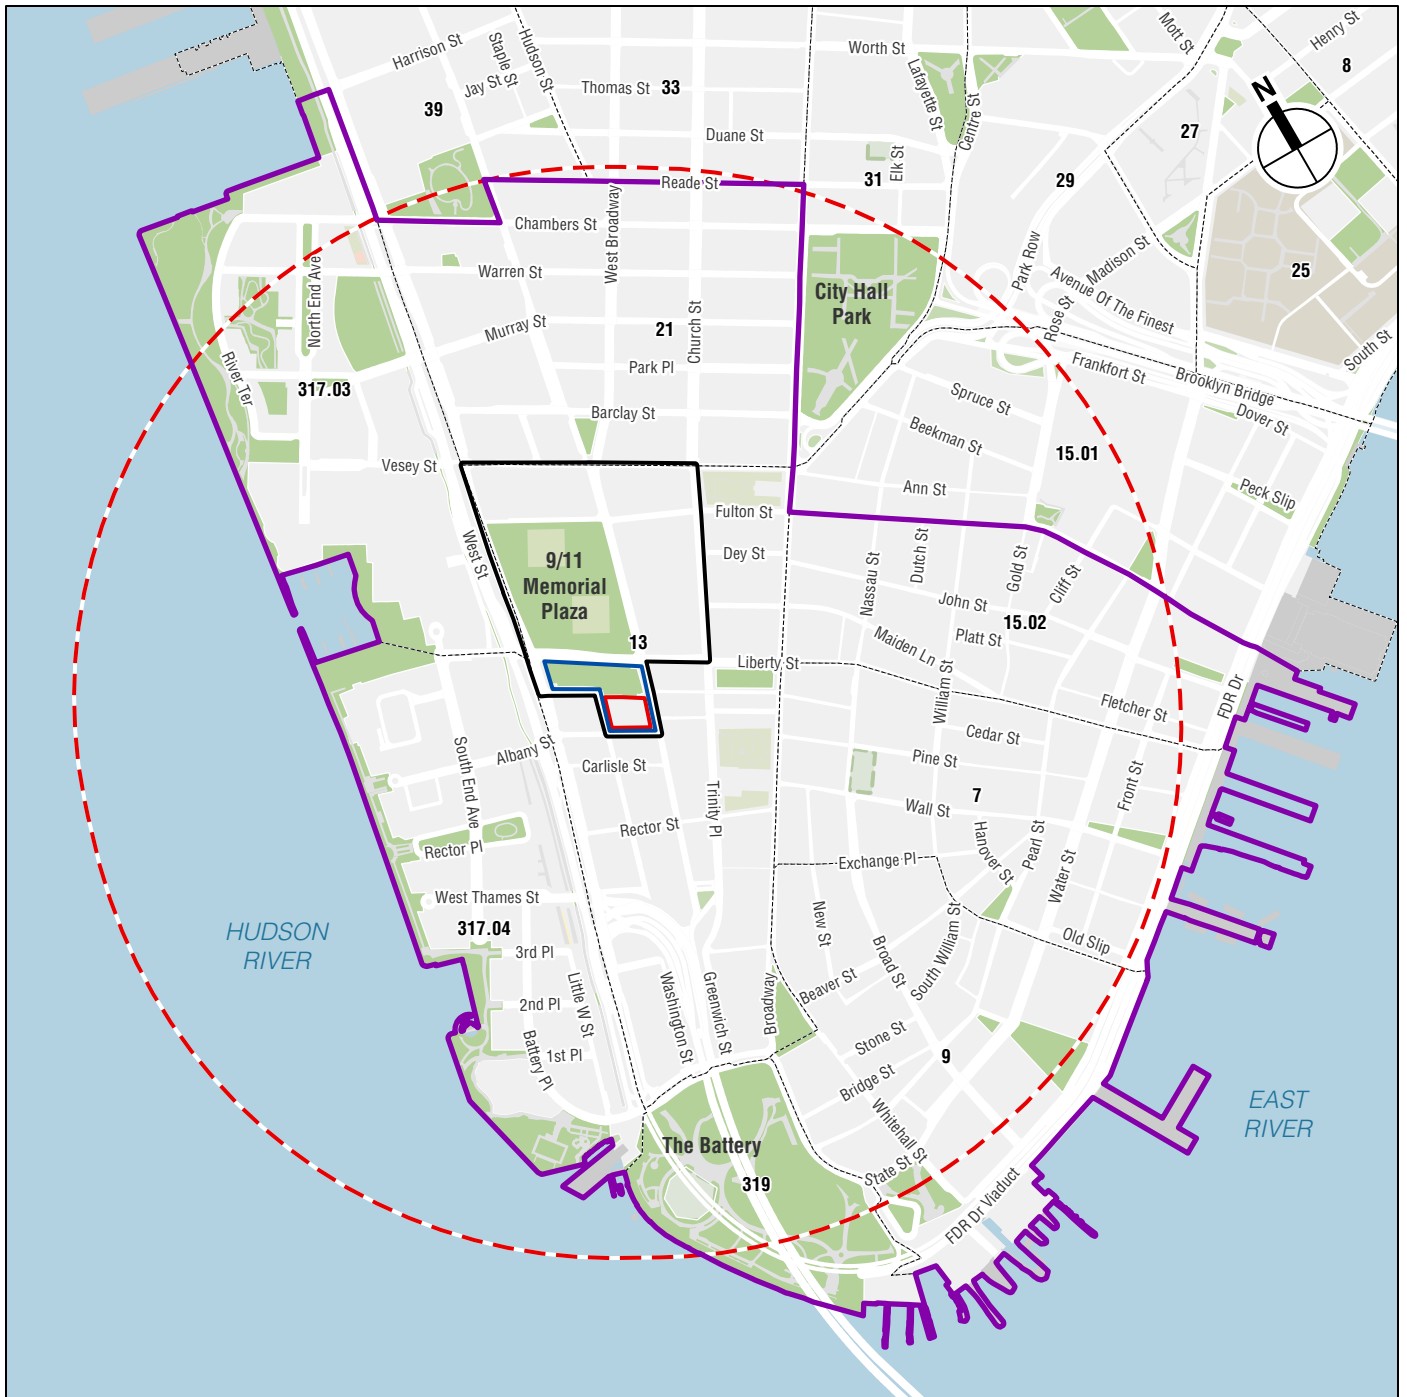 Harrison St
Staple St
Hudson St
Jay St
39
Thomas St
33
Duane St
Worth St
Lafayette St
Centre St
Elk St
31
Mott St
Henry St
8
27
29
N
25
Reade St
Chambers St
West Broadway
Warren St
North End Ave
Murray St
21
Church St
Park Pl
Barclay St
River Ter
317.03
Vesey St
City Hall
Park
Park Row
Madison St
Avenue Of The Finest
Rose St
Frankfort St
Brooklyn Bridge
Dover St
South St
Spruce St
Beekman St
15.01
Ann St
Peck Slip
Fulton St
West St
9/11
Memorial
Plaza
Dey St
13
Nassau St
Dutch St
Gold St
Cliff St
John St
15.02
Platt St
Maiden Ln
Liberty St
William St
Fletcher St
FDR Dr
Cedar St
Pine St
7
Wall St
Front St
Hanover St
Pearl St
Water St
Exchange Pl
Albany St
South End Ave
Carlisle St
Trinity Pl
Rector St
Rector Pl
West Thames St
317.04
3rd Pl
HUDSON
RIVER
2nd Pl
Little W St
1st Pl
Battery Pl
Washington St
Greenwich St
Broadway
New St
Broad St
South William St
Old Slip
Beaver St
Stone St
9
Bridge St
Whitehall St
EAST
RIVER
The Battery
319
State St
FDR Dr Viaduct